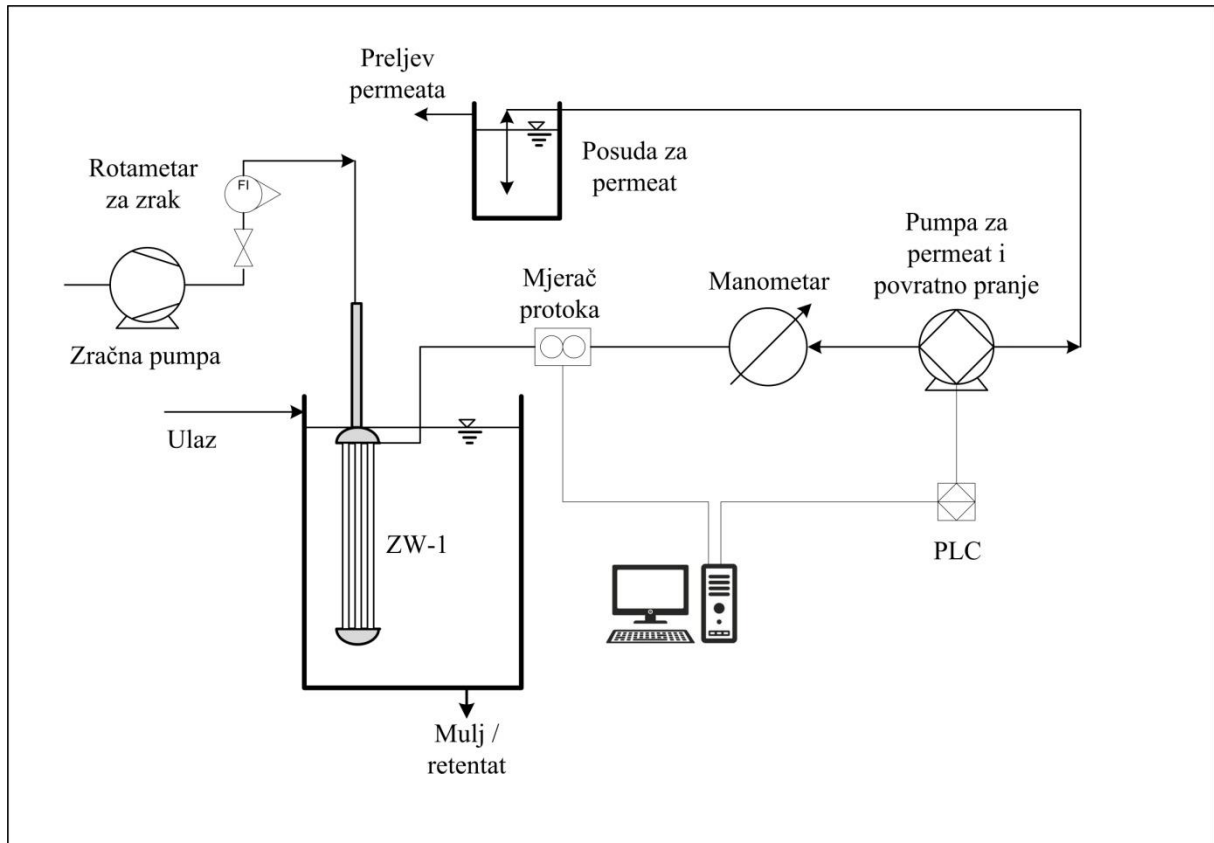 Preljev
permeata
Rotametar
za zrak
FI
Posuda za
permeat
Pumpa za
permeat i
povratno pranje
Mjerač
protoka
Manometar
Zračna pumpa
Ulaz
ZW-1
PLC
Mulj /
retentat